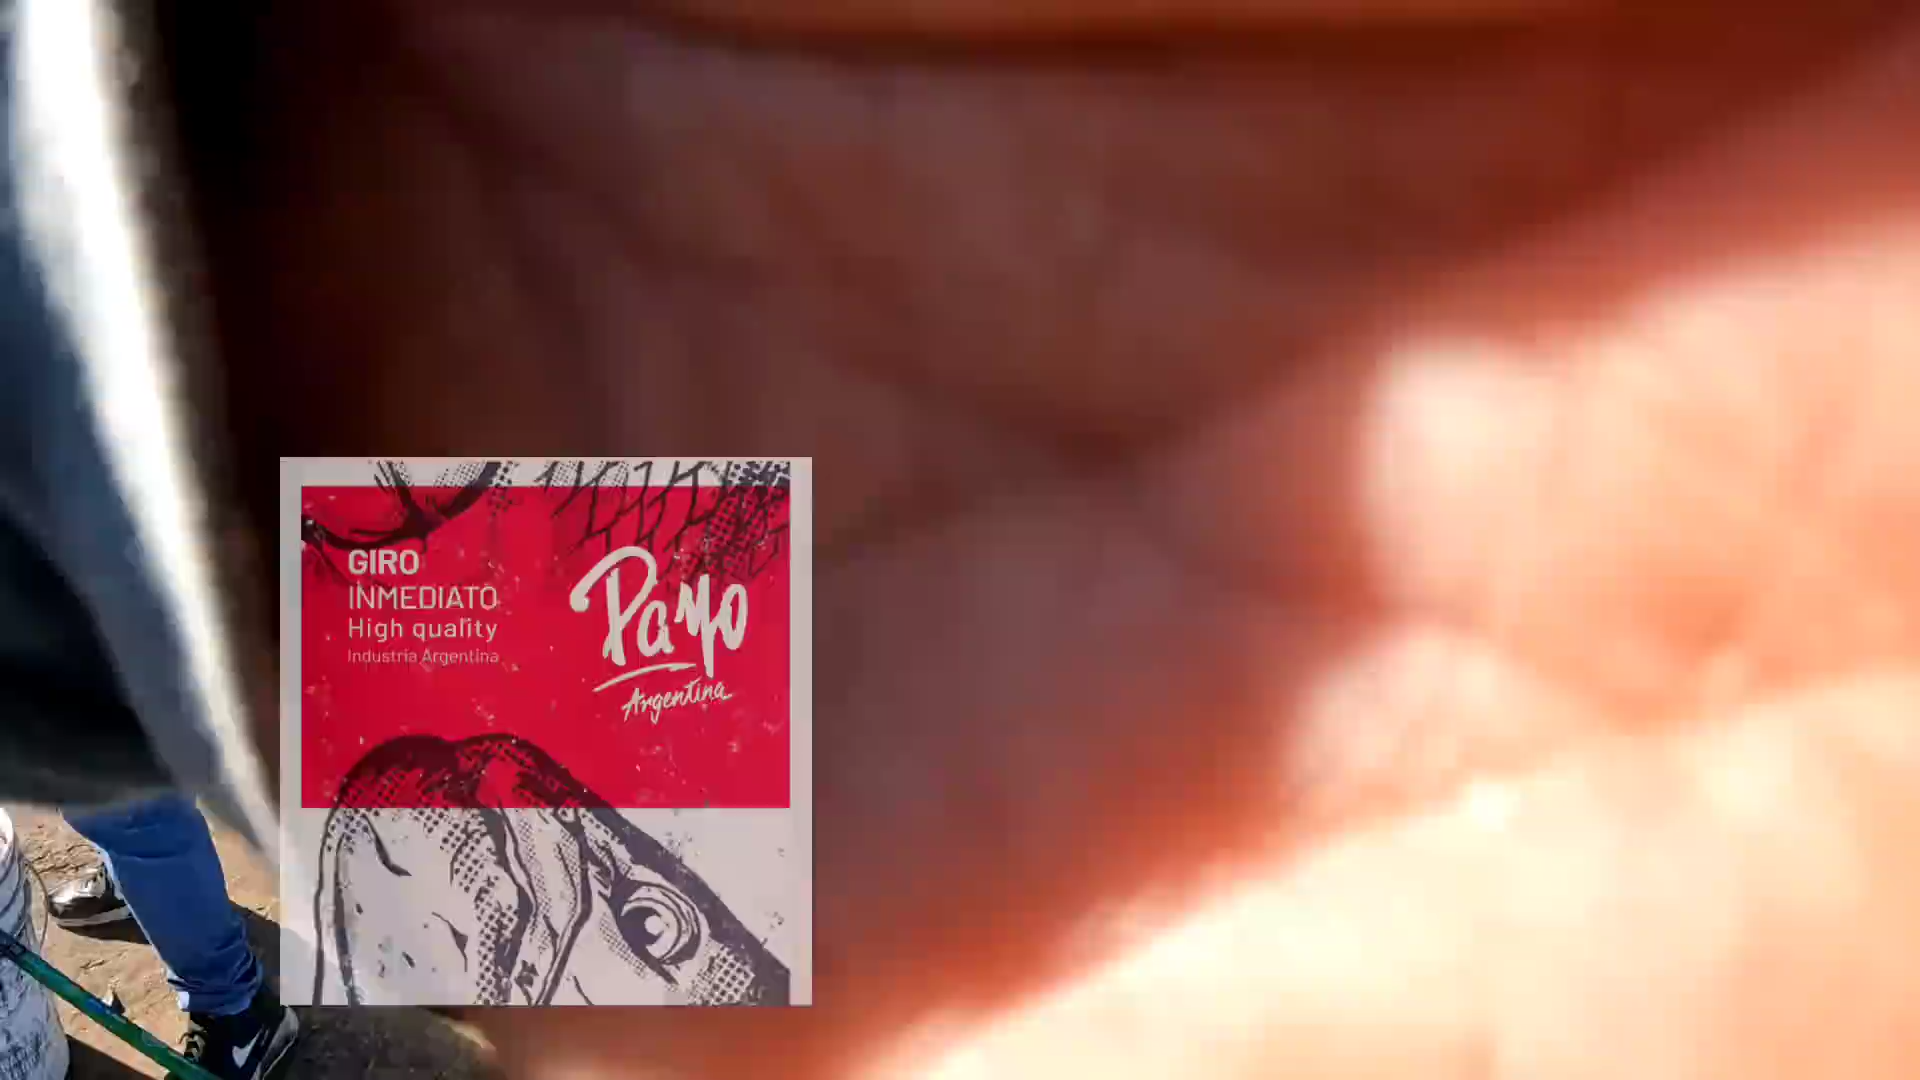 GIRO
INMEDIATO
High quality
Industria Argentina
Payo
Argentina